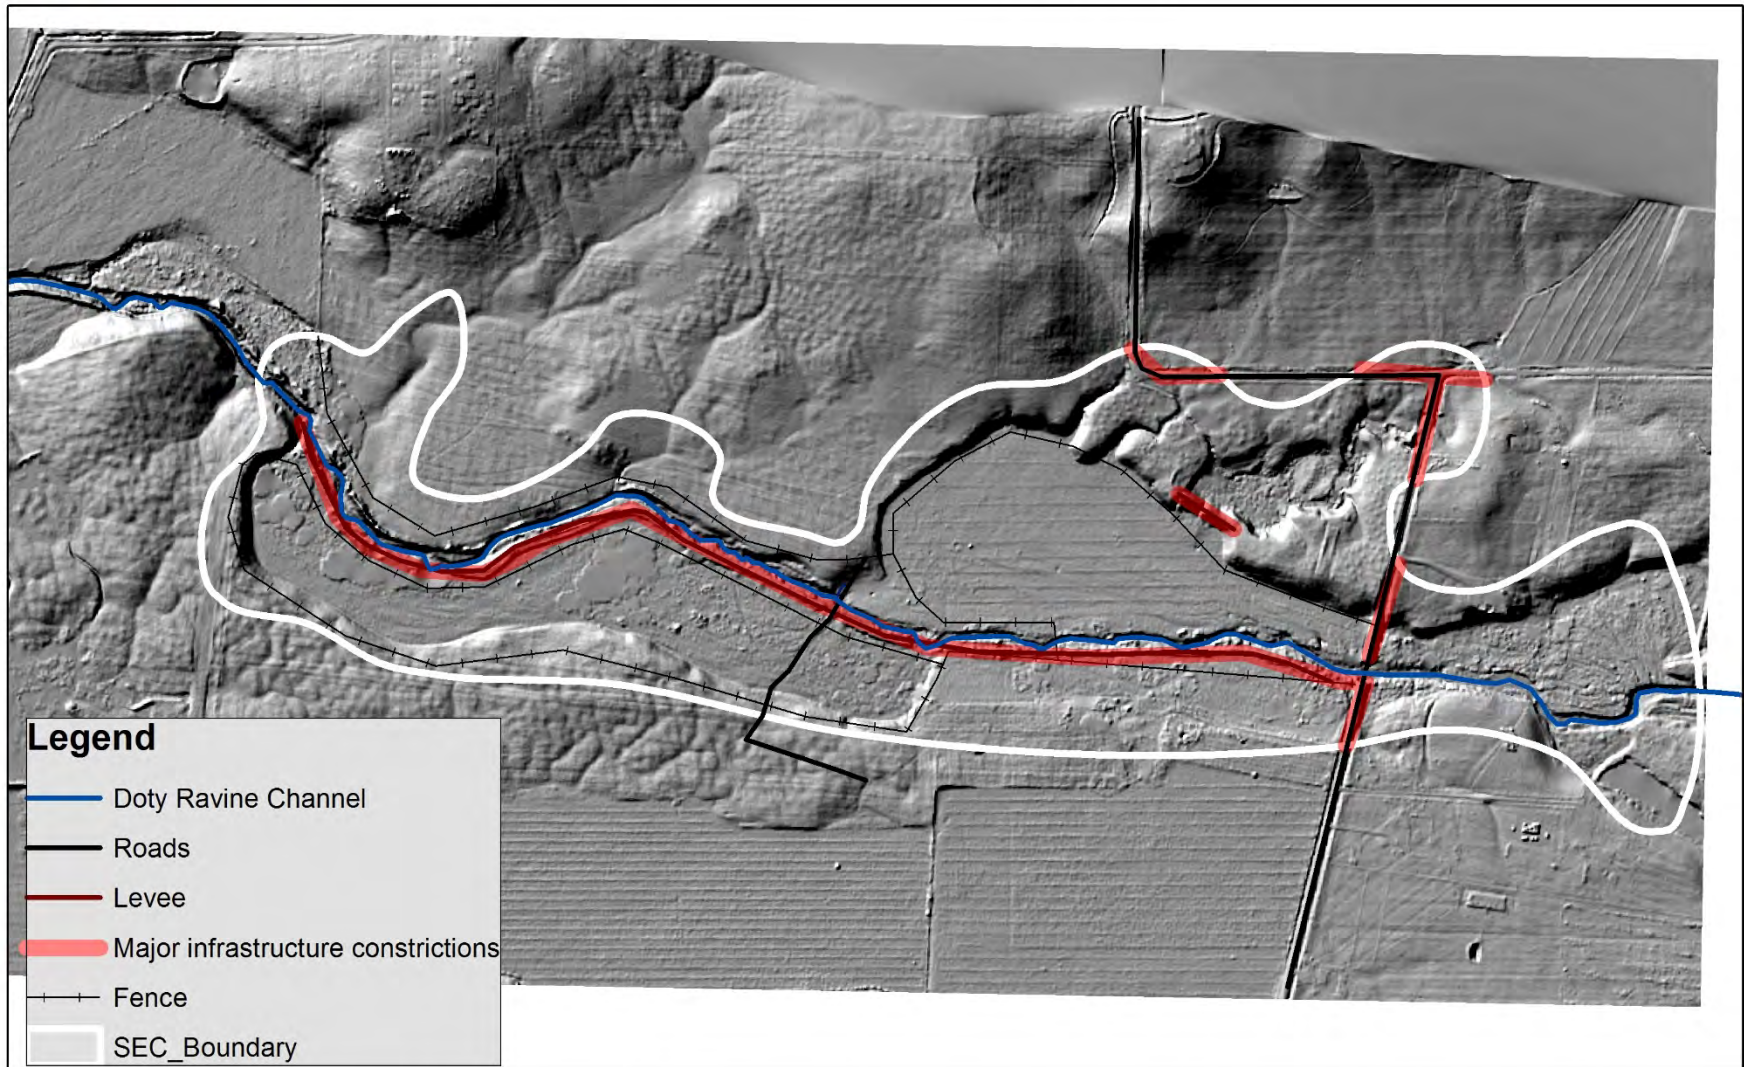 Legend
Doty Ravine Channel
Roads
Levee
Major infrastructure constrictions
Fence
SEC_Boundary